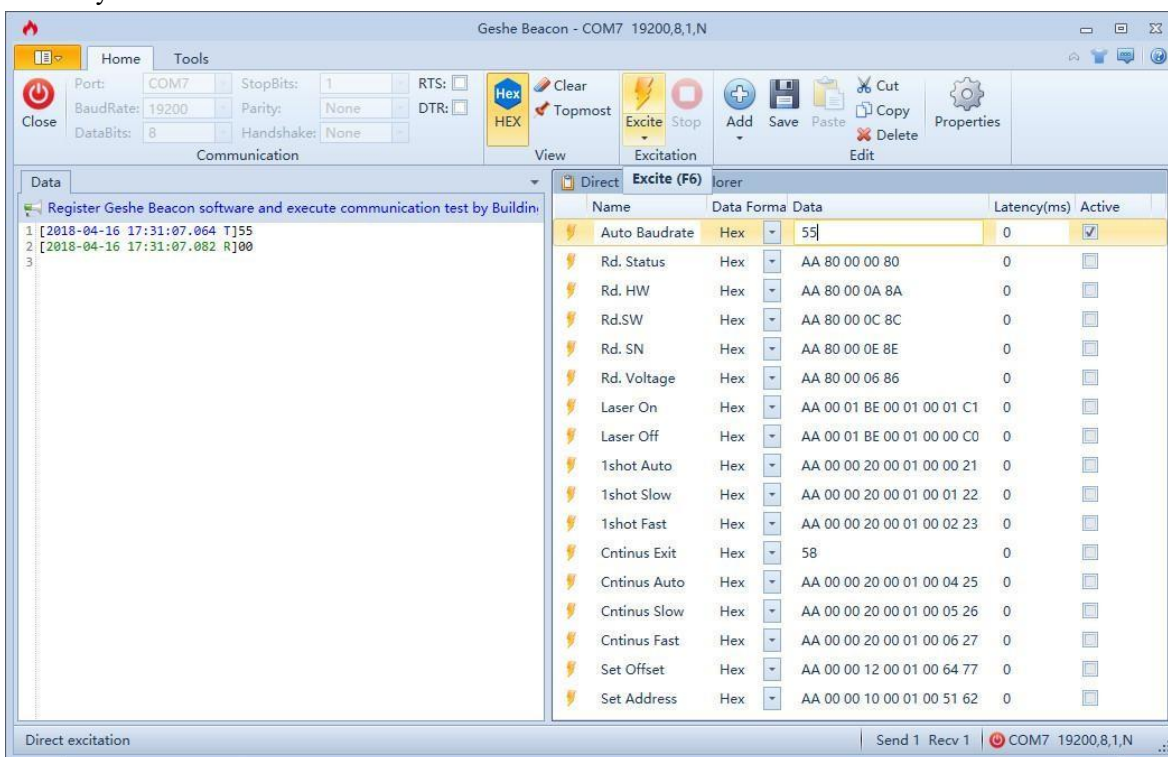 Geshe Beacon - COM7 19200,8,1,N
Home Tools
Close
Port: COM7 StopBits: 1 RTS:
BaudRate: 19200 Parity: None DTR:
DataBits: 8 Handshake: None
Communication
Hex
HEX
Clear
Topmost
View
Excite Stop
Excitation
Add Save Paste
Cut
Copy
Delete
Properties
Edit
Data
Direct Excite (F6) lorer
Register Geshe Beacon software and execute communication test by Buildin
1 [2018-04-16 17:31:07.064 T]55
2 [2018-04-16 17:31:07.082 R]00
3
Name Data Forma Data Latency(ms) Active
Auto Baudrate Hex 55 0
Rd. Status Hex AA 80 00 00 80 0
Rd. HW Hex AA 80 00 0A 8A 0
Rd.SW Hex AA 80 00 0C 8C 0
Rd. SN Hex AA 80 00 0E 8E 0
Rd. Voltage Hex AA 80 00 06 86 0
Laser On Hex AA 00 01 BE 00 01 00 01 C1 0
Laser Off Hex AA 00 01 BE 00 01 00 00 C0 0
1shot Auto Hex AA 00 00 20 00 01 00 00 21 0
1shot Slow Hex AA 00 00 20 00 01 00 01 22 0
1shot Fast Hex AA 00 00 20 00 01 00 02 23 0
Cntinus Exit Hex 58 0
Cntinus Auto Hex AA 00 00 20 00 01 00 04 25 0
Cntinus Slow Hex AA 00 00 20 00 01 00 05 26 0
Cntinus Fast Hex AA 00 00 20 00 01 00 06 27 0
Set Offset Hex AA 00 00 12 00 01 00 64 77 0
Set Address Hex AA 00 00 10 00 01 00 51 62 0
Direct excitation Send 1 Recv 1 COM7 19200,8,1,N